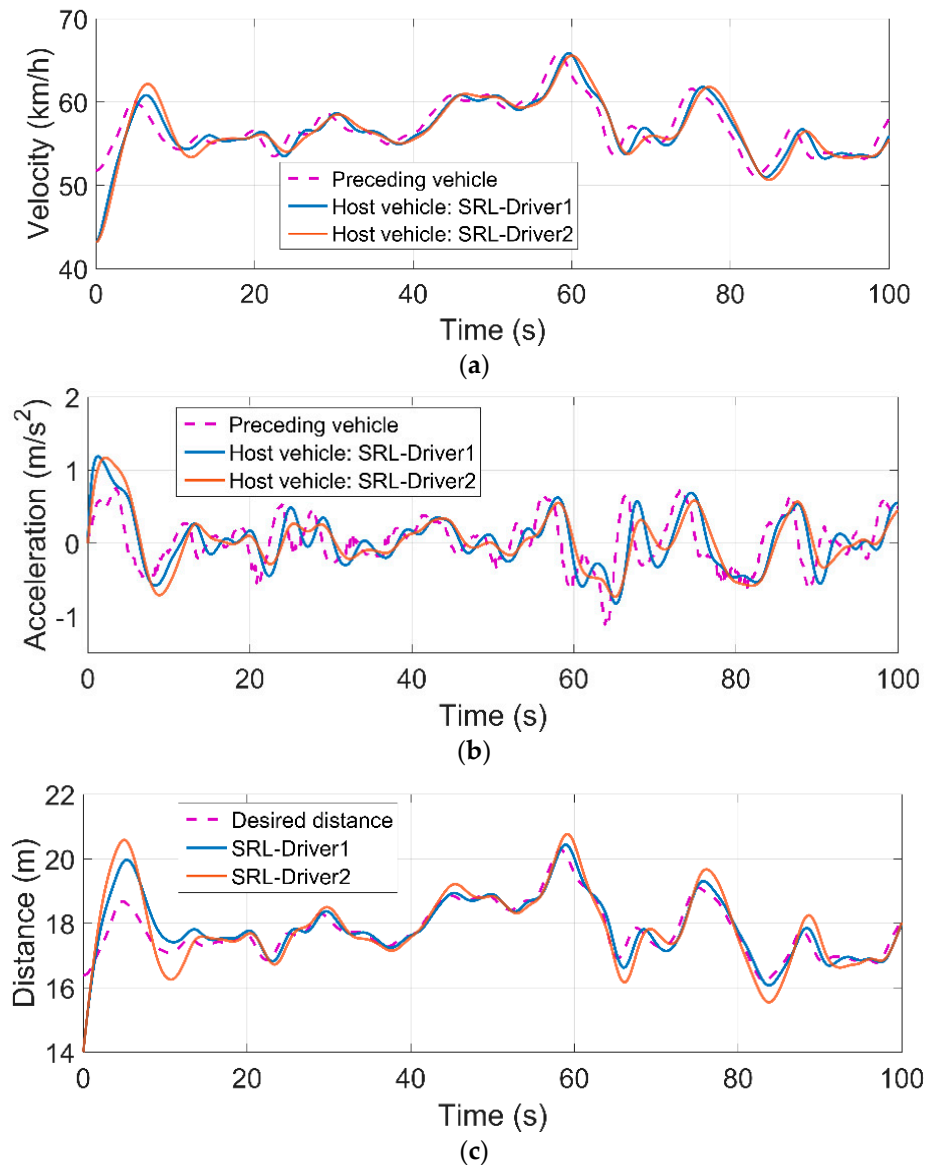 70
60
50
40
Velocity (km/h)
Preceding vehicle
Host vehicle: SRL-Driver1
Host vehicle: SRL-Driver2
0 20 40 60 80 100
Time (s)
(a)
2
1
0
-1
Acceleration (m/s²)
Preceding vehicle
Host vehicle: SRL-Driver1
Host vehicle: SRL-Driver2
0 20 40 60 80 100
Time (s)
(b)
22
20
18
16
14
Distance (m)
Desired distance
SRL-Driver1
SRL-Driver2
0 20 40 60 80 100
Time (s)
(c)